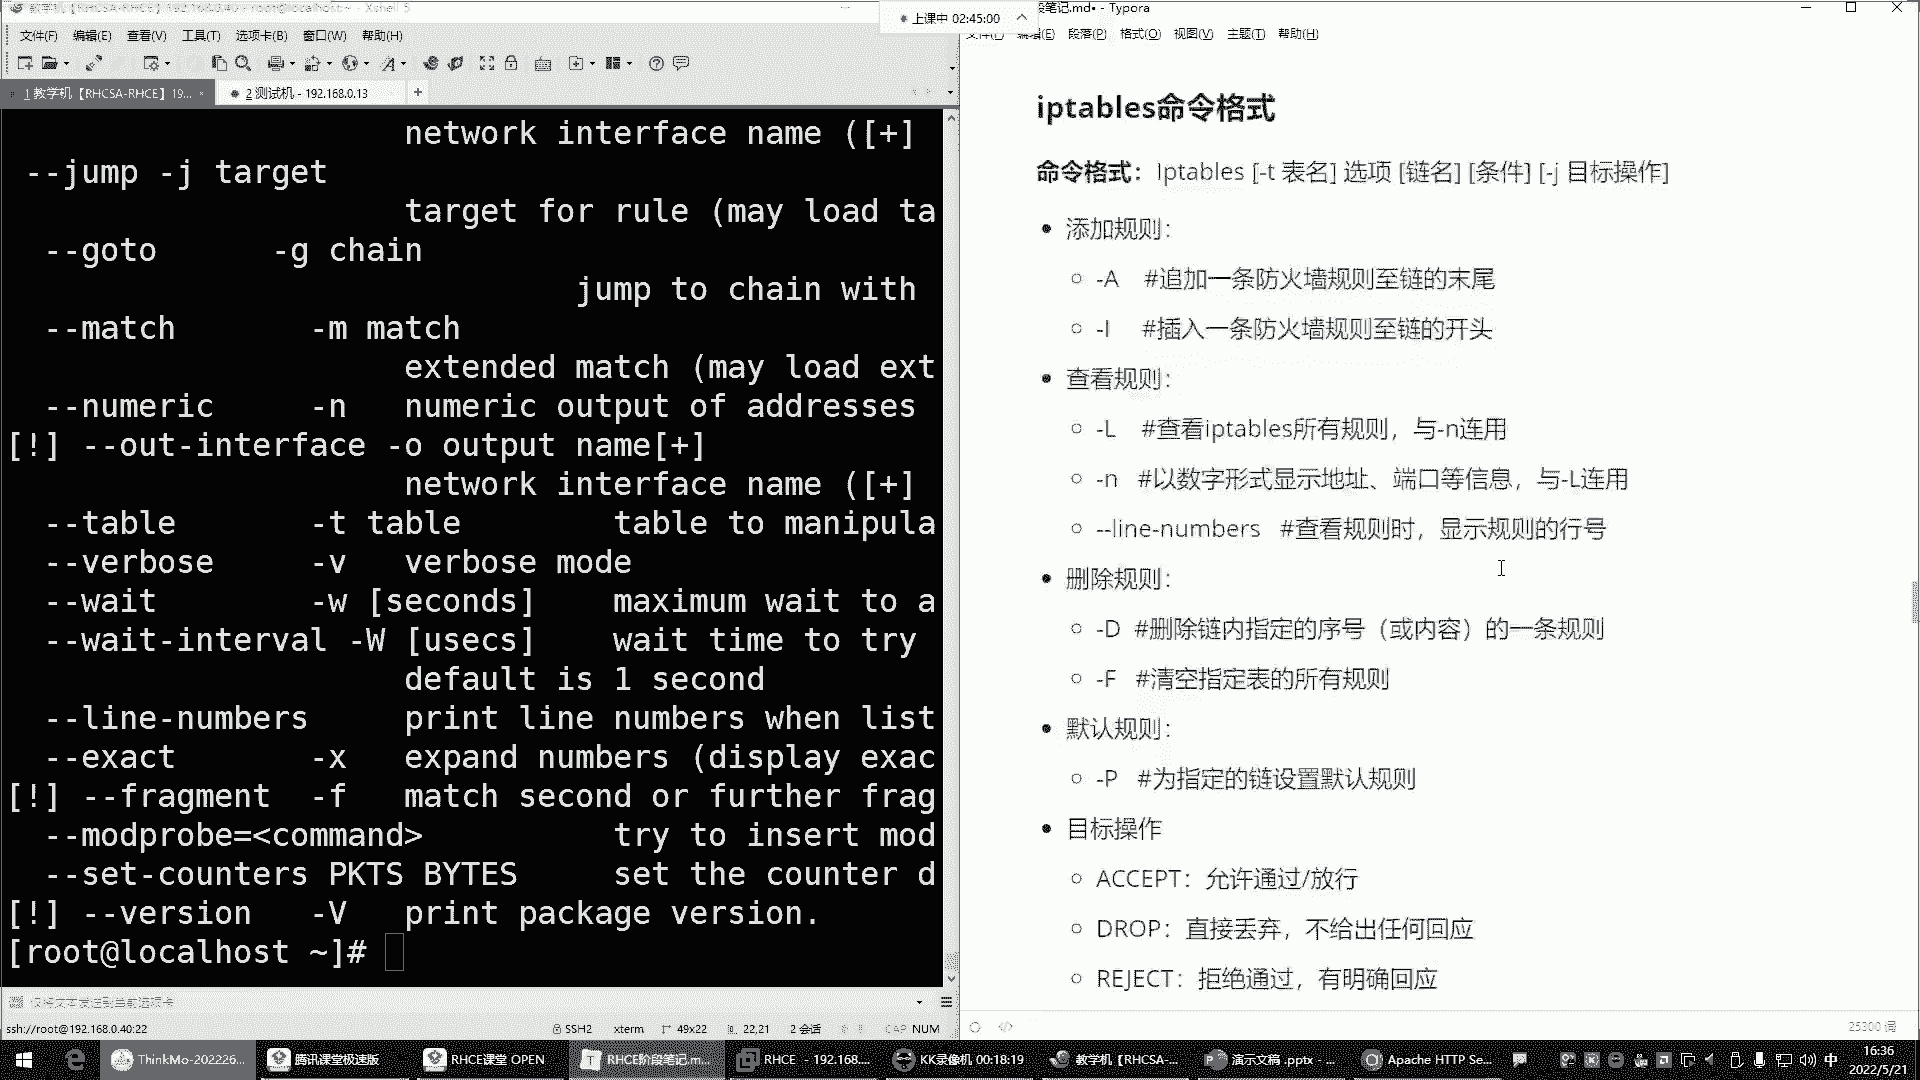 教学机【RHCSA-RHCE】192.168.0.40 - root@localhost:~ - Xshell 5
文件(F) 编辑(E) 查看(V) 工具(T) 选项卡(B) 窗口(W) 帮助(H)
1 教学机【RHCSA-RHCE】19... × 2 测试机 - 192.168.0.13 +
network interface name ([+]
--jump -j target
target for rule (may load ta
--goto -g chain
jump to chain with
--match -m match
extended match (may load ext
--numeric -n numeric output of addresses
[!] --out-interface -o output name[+]
network interface name ([+]
--table -t table table to manipula
--verbose -v verbose mode
--wait -w [seconds] maximum wait to a
--wait-interval -W [usecs] wait time to try
default is 1 second
--line-numbers print line numbers when list
--exact -x expand numbers (display exac
[!] --fragment -f match second or further frag
--modprobe=<command> try to insert mod
--set-counters PKTS BYTES set the counter d
[!] --version -V print package version.
[root@localhost ~]#
仅将文本发送到当前选项卡
ssh://root@192.168.0.40:22 SSH2 xterm 49x22 22,21 2 会话 CAP NUM
上课中 02:45:00
段笔记.md• - Typora
文件(F) 编辑(E) 段落(P) 格式(O) 视图(V) 主题(T) 帮助(H)
iptables命令格式
命令格式：Iptables [-t 表名] 选项 [链名] [条件] [-j 目标操作]
添加规则：
-A #追加一条防火墙规则至链的末尾
-I #插入一条防火墙规则至链的开头
查看规则：
-L #查看iptables所有规则，与-n连用
-n #以数字形式显示地址、端口等信息，与-L连用
--line-numbers #查看规则时，显示规则的行号
删除规则：
-D #删除链内指定的序号（或内容）的一条规则
-F #清空指定表的所有规则
默认规则：
-P #为指定的链设置默认规则
目标操作
ACCEPT：允许通过/放行
DROP：直接丢弃，不给出任何回应
REJECT：拒绝通过，有明确回应
25300 词
ThinkMo-202226... 腾讯课堂极速版 RHCE课堂 OPEN RHCE阶段笔记.m... RHCE - 192.168.... KK录像机 00:18:19 教学机【RHCSA-... 演示文稿 .pptx - ... Apache HTTP Se... 中 16:36
2022/5/21